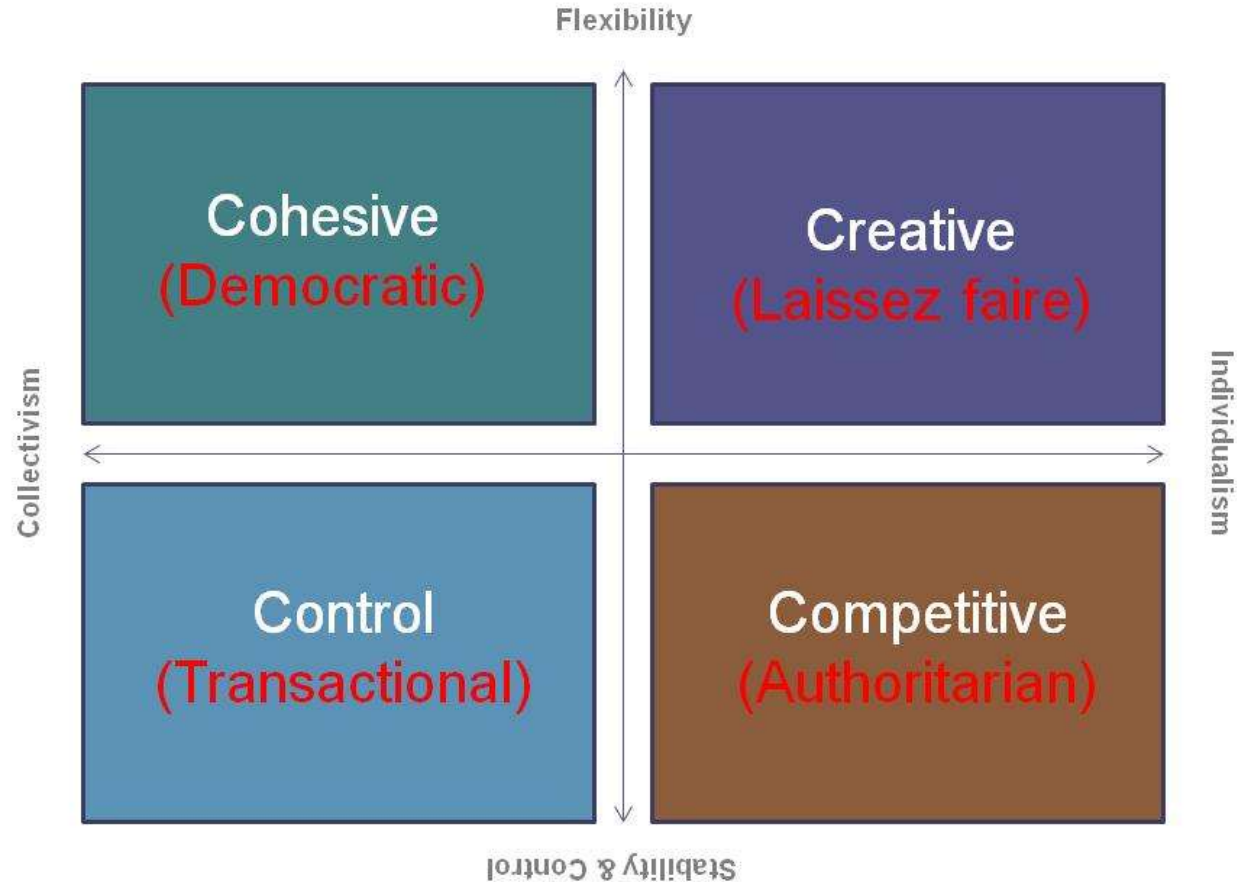 Flexibility
Cohesive
(Democratic)
Creative
(Laissez faire)
Collectivism
Individualism
Control
(Transactional)
Competitive
(Authoritarian)
Stability & Control